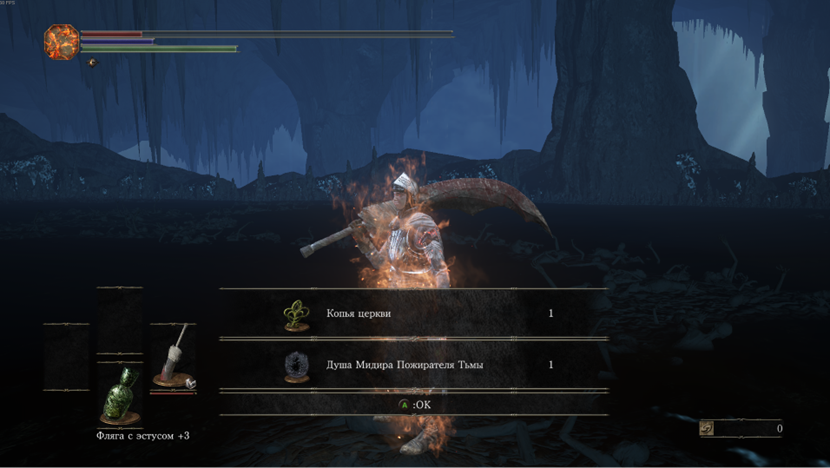 Копья церкви 1
Душа Мидира Пожирателя Тьмы 1
A :OK
Фляга с эстусом +3
0